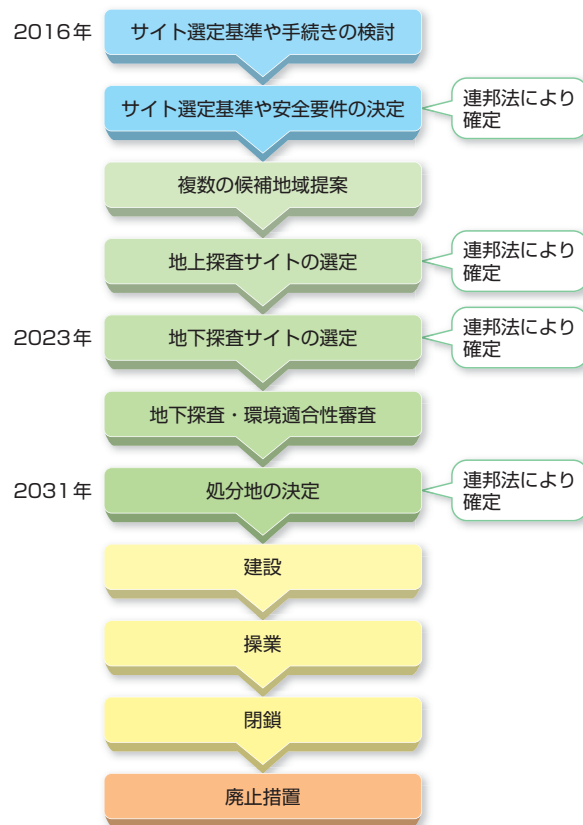 2016年
サイト選定基準や手続きの検討
サイト選定基準や安全要件の決定
連邦法により
確定
複数の候補地域提案
地上探査サイトの選定
連邦法により
確定
2023年
地下探査サイトの選定
連邦法により
確定
地下探査・環境適合性審査
2031年
処分地の決定
連邦法により
確定
建設
操業
閉鎖
廃止措置